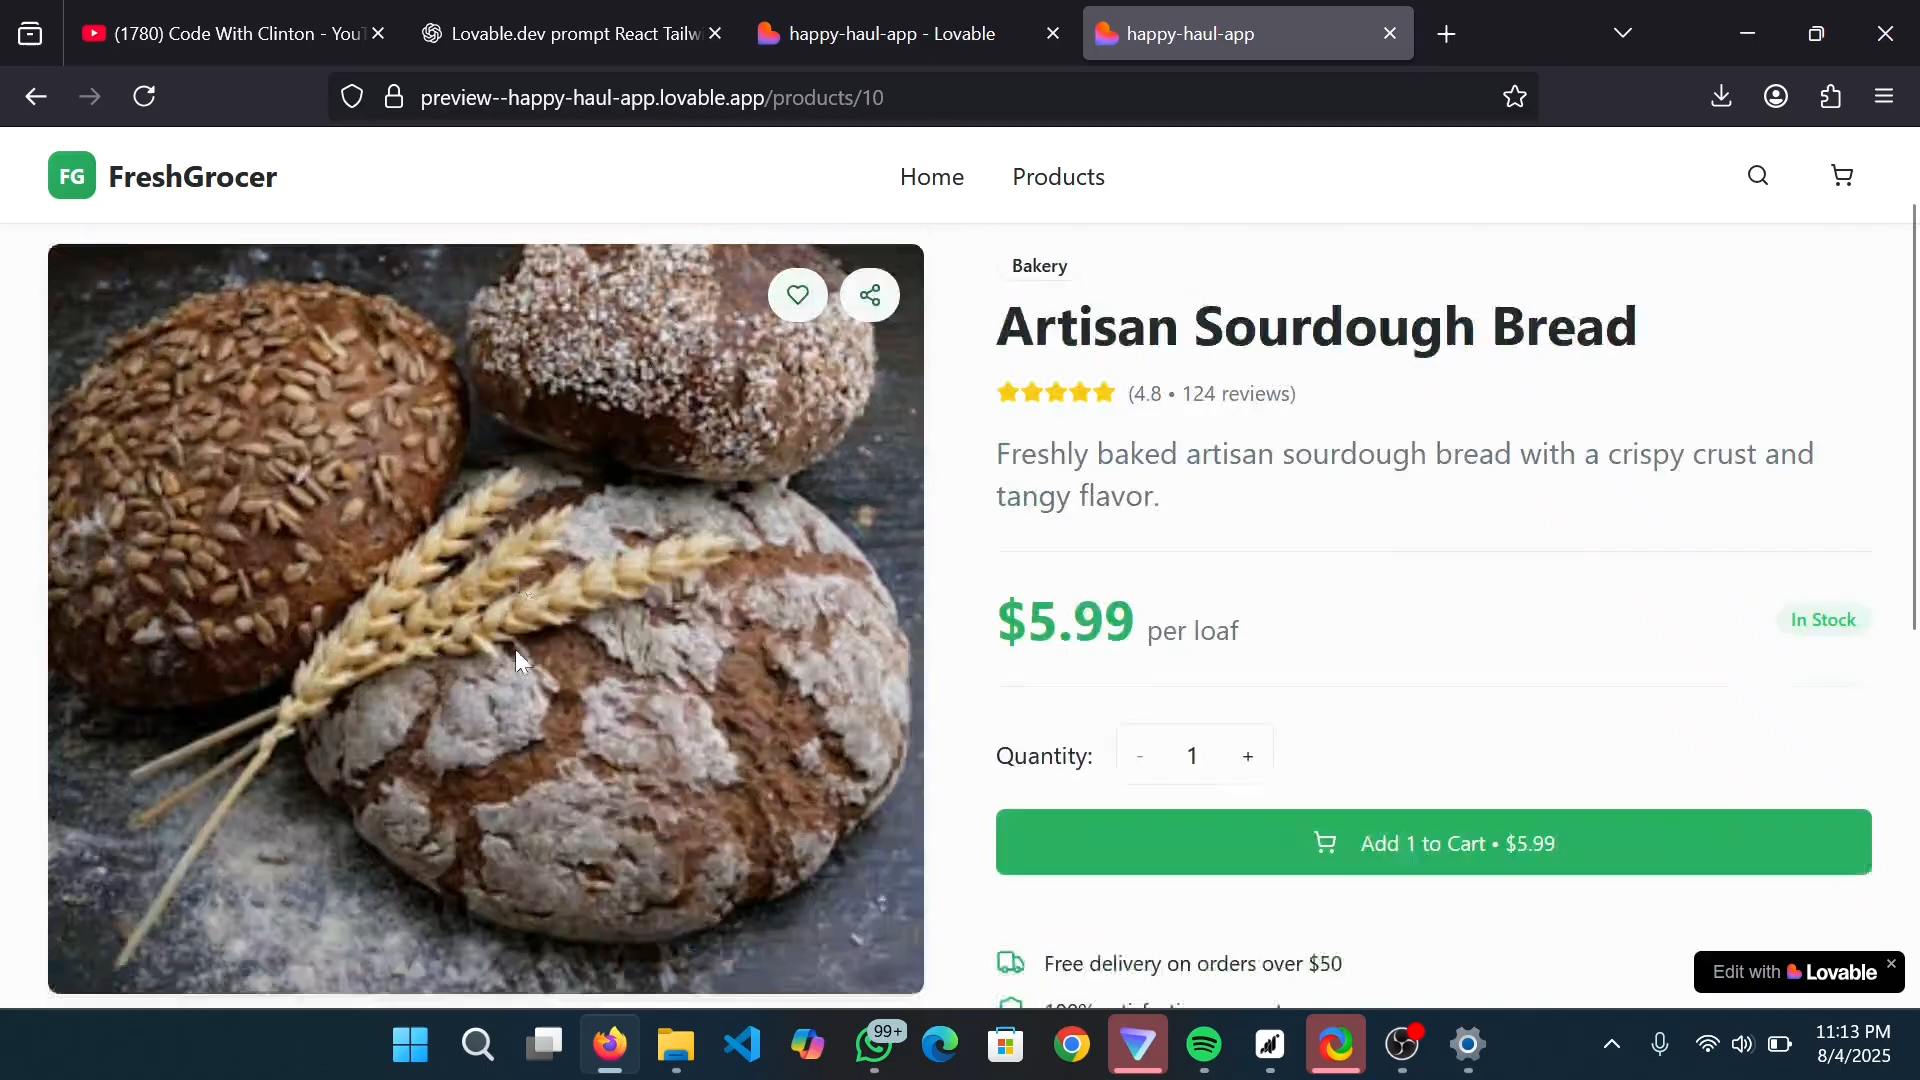 (1780) Code With Clinton - You
Lovable.dev prompt React Tailw
happy-haul-app - Lovable
happy-haul-app
preview--happy-haul-app.lovable.app/products/10
FG FreshGrocer
Home
Products
Bakery
Artisan Sourdough Bread
(4.8 • 124 reviews)
Freshly baked artisan sourdough bread with a crispy crust and
tangy flavor.
$5.99 per loaf
In Stock
Quantity:
- 1 +
Add 1 to Cart • $5.99
Free delivery on orders over $50
Edit with Lovable
99+
11:13 PM
8/4/2025